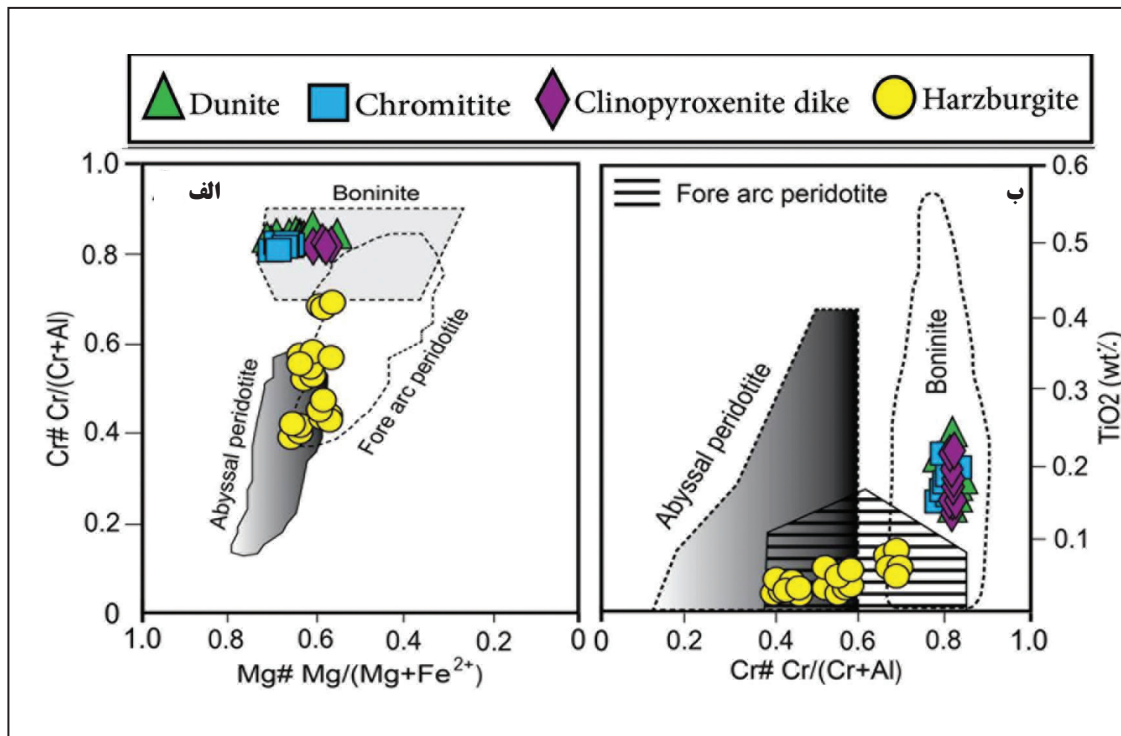 Dunite Chromitite Clinopyroxenite dike Harzburgite
الف
Boninite
Abyssal peridotite
Fore arc peridotite
1.0
0.8
0.6
0.4
0.2
0
Cr# Cr/(Cr+Al)
1.0 0.8 0.6 0.4 0.2 0
Mg# Mg/(Mg+Fe²⁺)
ب
Fore arc peridotite
Abyssal peridotite
Boninite
0.6
0.5
0.4
0.3
0.2
0.1
TiO2 (wt٪)
0.2 0.4 0.6 0.8 1.0
Cr# Cr/(Cr+Al)